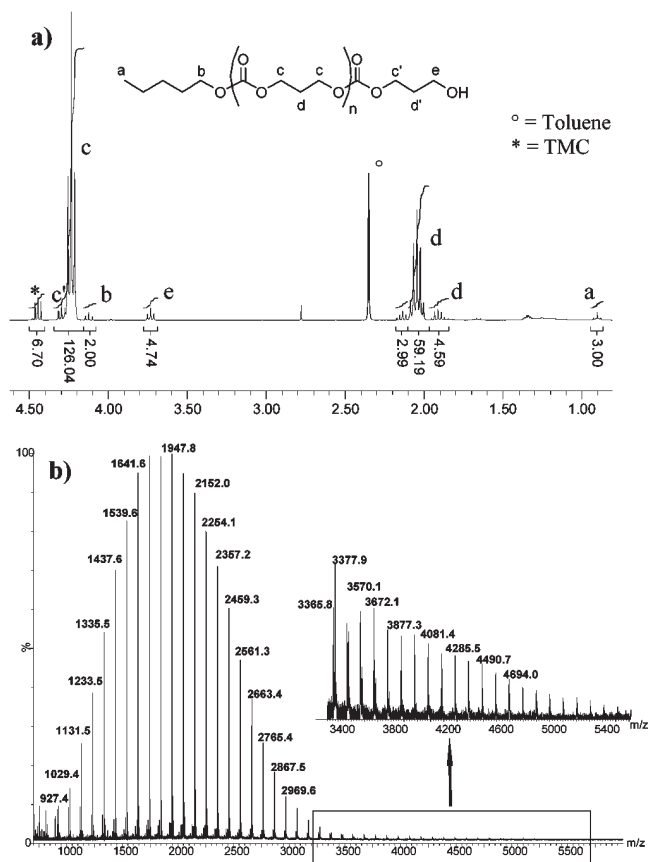 a)
O
O
a
b
c
c
c'
e
O
O
O
n
O
OH
d
d'
° = Toluene
* = TMC
c
°
d
*
c'
b
e
d
a
6.70
126.04
2.00
4.74
2.99
59.19
4.59
3.00
4.50
4.00
3.50
3.00
2.50
2.00
1.50
1.00
b)
100
%
0
1947.8
1641.6
2152.0
1539.6
2254.1
1437.6
2357.2
1335.5
2459.3
1233.5
2561.3
1131.5
2663.4
1029.4
2765.4
927.4
2867.5
2969.6
3377.9
3365.8
3570.1
3672.1
3877.3
4081.4
4285.5
4490.7
4694.0
3400
3800
4200
4600
5000
5400
m/z
1000
1500
2000
2500
3000
3500
4000
4500
5000
5500
m/z